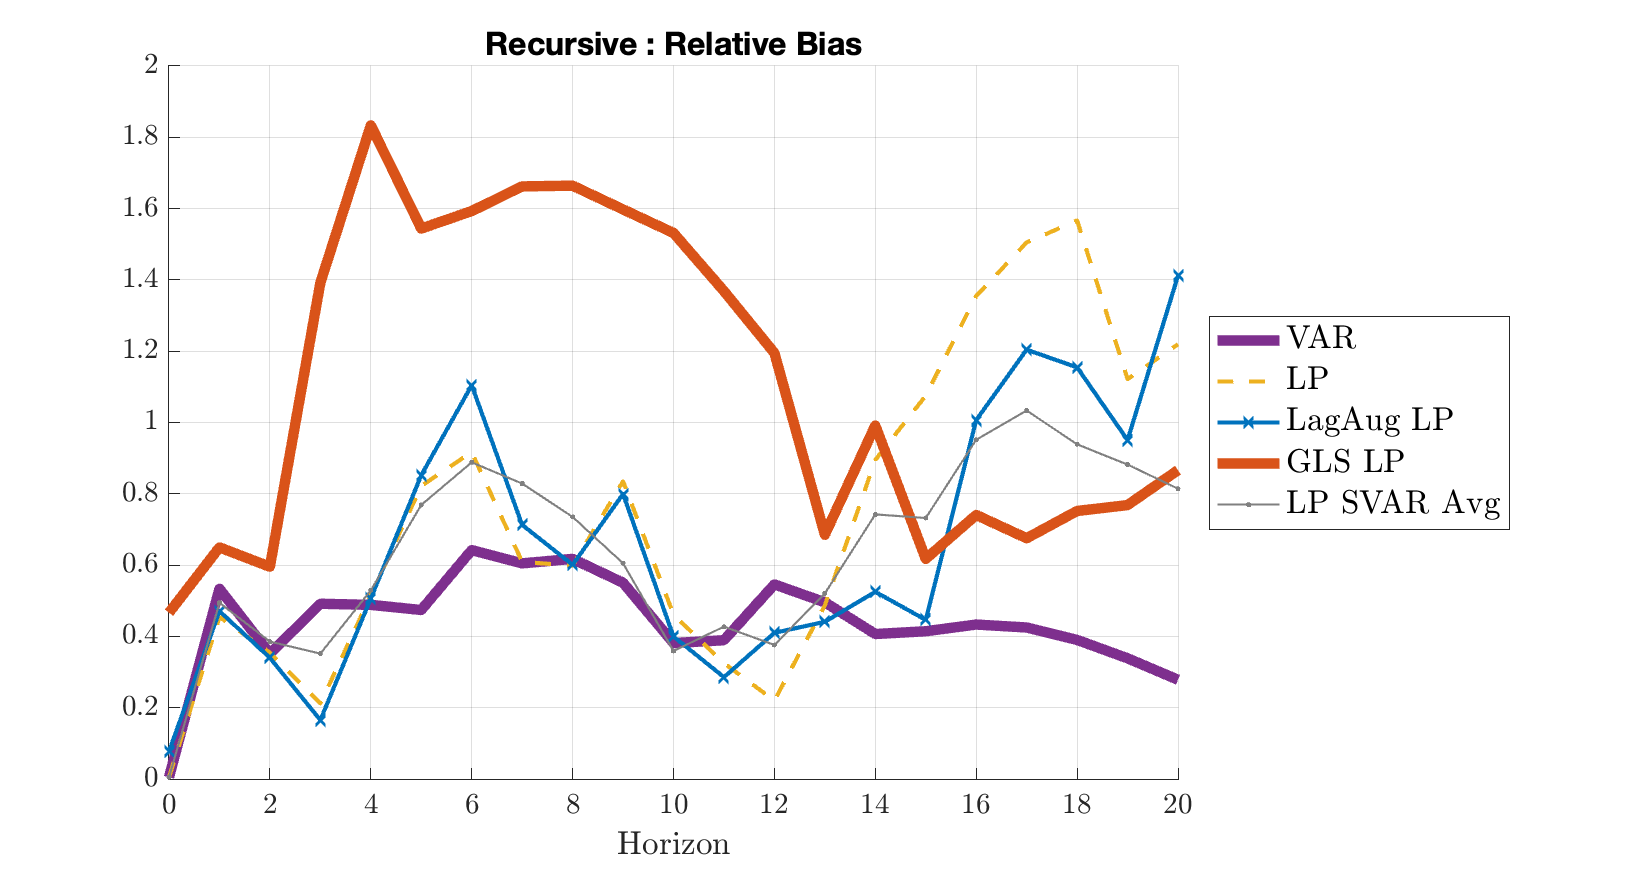 Recursive : Relative Bias
2
1.8
1.6
1.4
1.2
1
0.8
0.6
0.4
0.2
0
0 2 4 6 8 10 12 14 16 18 20
Horizon
VAR
LP
LagAug LP
GLS LP
LP SVAR Avg